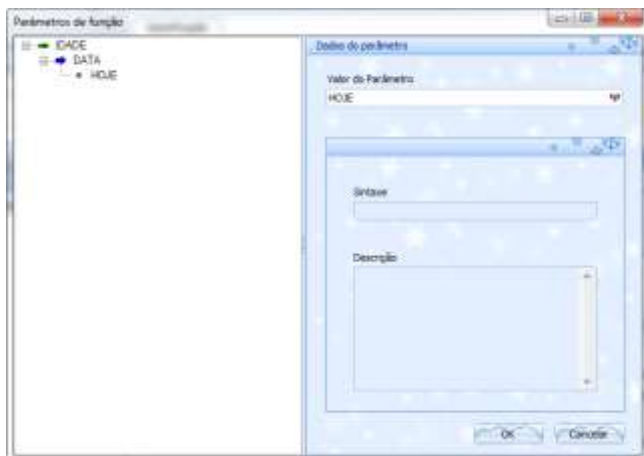 Parâmetros de função
IDADE
DATA
HOJE
Dados do parâmetro
Valor do Parâmetro
HOJE
Sintaxe
Descrição
OK
Cancelar